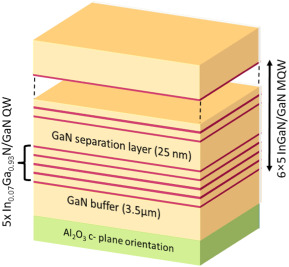 5x In₀.₀₇Ga₀.₉₃N/GaN QW
GaN separation layer (25 nm)
GaN buffer (3.5μm)
Al₂O₃ c- plane orientation
6×5 InGaN/GaN MQW